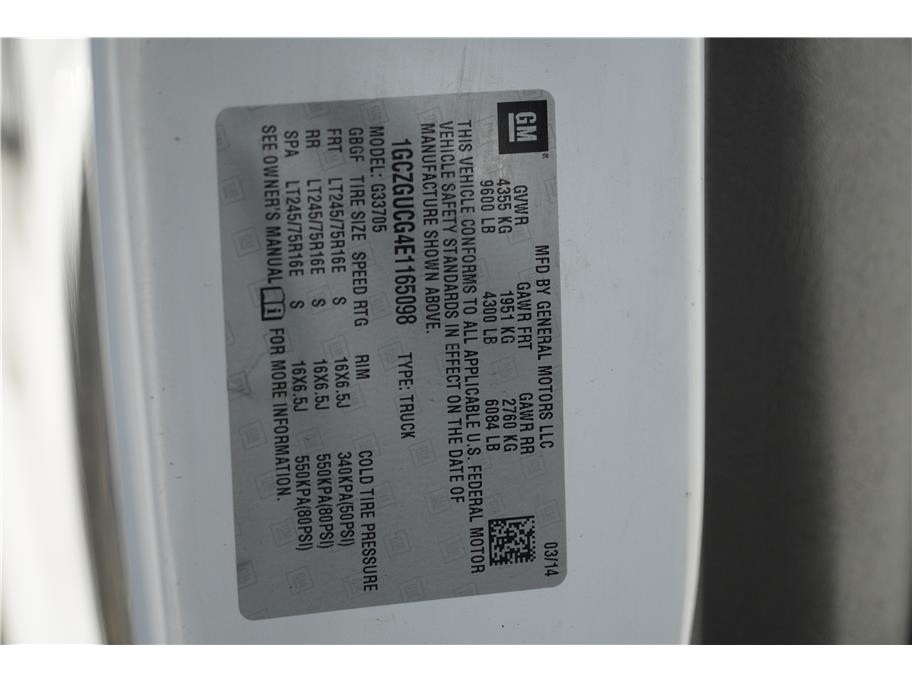 GM
MFD BY GENERAL MOTORS LLC 03/14
GVWR GAWR FRT GAWR RR
4355 KG 1951 KG 2760 KG
9600 LB 4300 LB 6084 LB
THIS VEHICLE CONFORMS TO ALL APPLICABLE U.S. FEDERAL MOTOR
VEHICLE SAFETY STANDARDS IN EFFECT ON THE DATE OF
MANUFACTURE SHOWN ABOVE.
1GCZGUCG4E1165098 TYPE: TRUCK
MODEL: G33705
GBGF TIRE SIZE SPEED RTG RIM COLD TIRE PRESSURE
FRT LT245/75R16E S 16X6.5J 340KPA(50PSI)
RR LT245/75R16E S 16X6.5J 550KPA(80PSI)
SPA LT245/75R16E S 16X6.5J 550KPA(80PSI)
SEE OWNER'S MANUAL i FOR MORE INFORMATION.